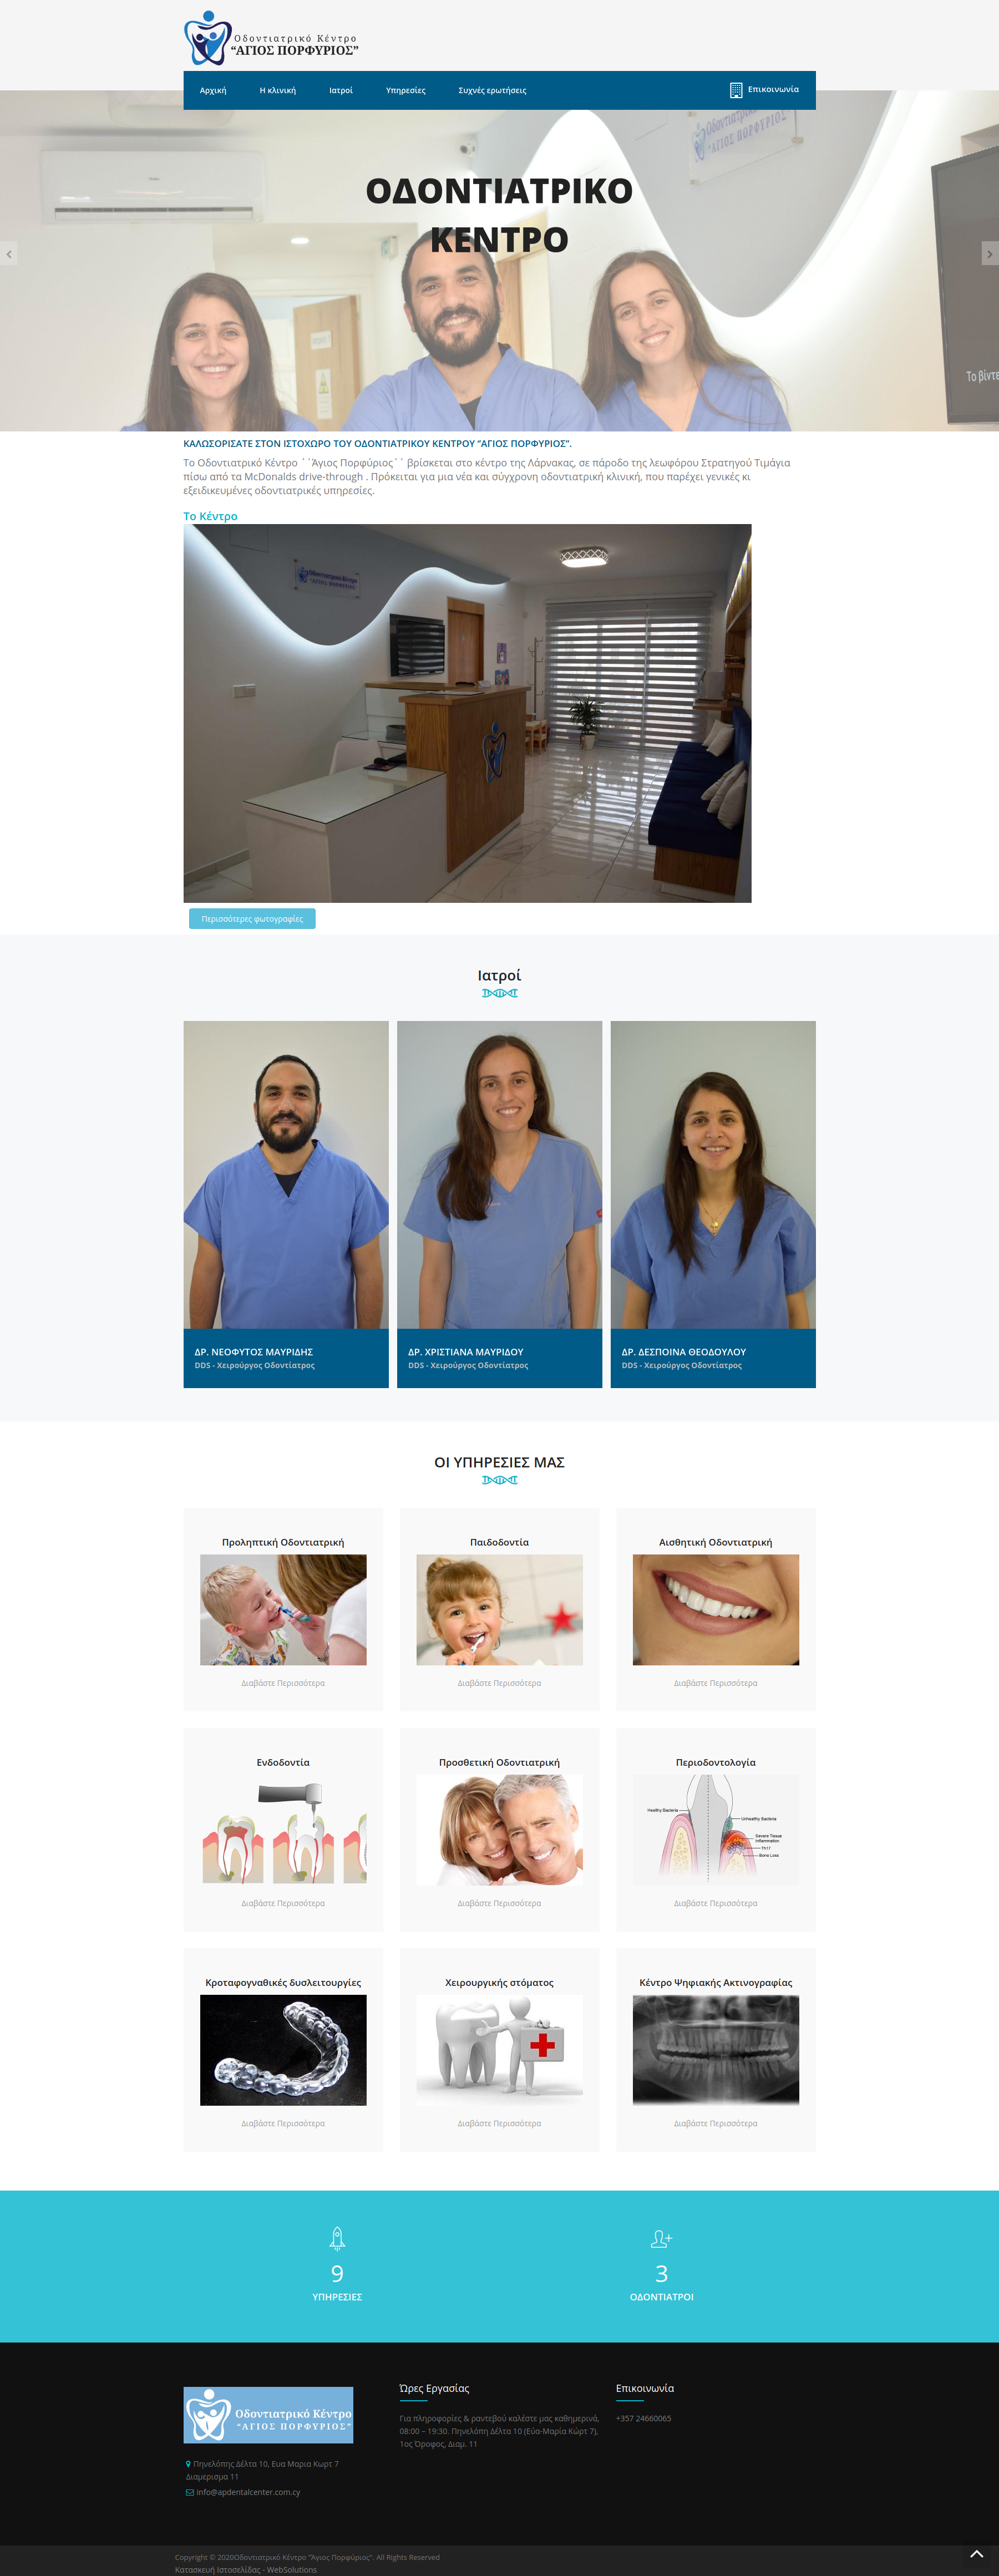 Οδοντιατρικό Κέντρο
“ΑΓΙΟΣ ΠΟΡΦΥΡΙΟΣ”
Αρχική
Η κλινική
Ιατροί
Υπηρεσίες
Συχνές ερωτήσεις
Επικοινωνία
Οδοντιατρικό Κέντρο
ΟΔΟΝΤΙΑΤΡΙΚΟ
ΚΕΝΤΡΟ
Το βίντε
ΚΑΛΩΣΟΡΙΣΑΤΕ ΣΤΟΝ ΙΣΤΟΧΩΡΟ ΤΟΥ ΟΔΟΝΤΙΑΤΡΙΚΟΥ ΚΕΝΤΡΟΥ “ΑΓΙΟΣ ΠΟΡΦΥΡΙΟΣ”.
Το Οδοντιατρικό Κέντρο ΄΄Άγιος Πορφύριος΄΄ βρίσκεται στο κέντρο της Λάρνακας, σε πάροδο της λεωφόρου Στρατηγού Τιμάγια
πίσω από τα McDonalds drive-through . Πρόκειται για μια νέα και σύγχρονη οδοντιατρική κλινική, που παρέχει γενικές κι
εξειδικευμένες οδοντιατρικές υπηρεσίες.
Το Κέντρο
Οδοντιατρικό Κέντρο
“ΑΓΙΟΣ ΠΟΡΦΥΡΙΟΣ”
Περισσότερες φωτογραφίες
Ιατροί
ΔΡ. ΝΕΟΦΥΤΟΣ ΜΑΥΡΙΔΗΣ
DDS - Χειρούργος Οδοντίατρος
ΔΡ. ΧΡΙΣΤΙΑΝΑ ΜΑΥΡΙΔΟΥ
DDS - Χειρούργος Οδοντίατρος
ΔΡ. ΔΕΣΠΟΙΝΑ ΘΕΟΔΟΥΛΟΥ
DDS - Χειρούργος Οδοντίατρος
ΟΙ ΥΠΗΡΕΣΙΕΣ ΜΑΣ
Προληπτική Οδοντιατρική
Διαβάστε Περισσότερα
Παιδοδοντία
Διαβάστε Περισσότερα
Αισθητική Οδοντιατρική
Διαβάστε Περισσότερα
Ενδοδοντία
Διαβάστε Περισσότερα
Προσθετική Οδοντιατρική
Διαβάστε Περισσότερα
Περιοδοντολογία
Healthy Bacteria
Unhealthy Bacteria
Severe Tissue
Inflammation
Th17
Bone Loss
Διαβάστε Περισσότερα
Κροταφογναθικές δυσλειτουργίες
Διαβάστε Περισσότερα
Χειρουργικής στόματος
Διαβάστε Περισσότερα
Κέντρο Ψηφιακής Ακτινογραφίας
Διαβάστε Περισσότερα
9
ΥΠΗΡΕΣΙΕΣ
3
ΟΔΟΝΤΙΑΤΡΟΙ
Οδοντιατρικό Κέντρο
“ΑΓΙΟΣ ΠΟΡΦΥΡΙΟΣ”
Πηνελόπης Δέλτα 10, Ευα Μαρια Κωρτ 7
Διαμερισμα 11
info@apdentalcenter.com.cy
Ώρες Εργασίας
Για πληροφορίες & ραντεβού καλέστε μας καθημερινά,
08:00 – 19:30. Πηνελόπη Δέλτα 10 (Εύα-Μαρία Κώρτ 7),
1ος Όροφος, Διαμ. 11
Επικοινωνία
+357 24660065
Copyright © 2020Οδοντιατρικό Κέντρο “Άγιος Πορφύριος”. All Rights Reserved
Κατασκευή Ιστοσελίδας - WebSolutions